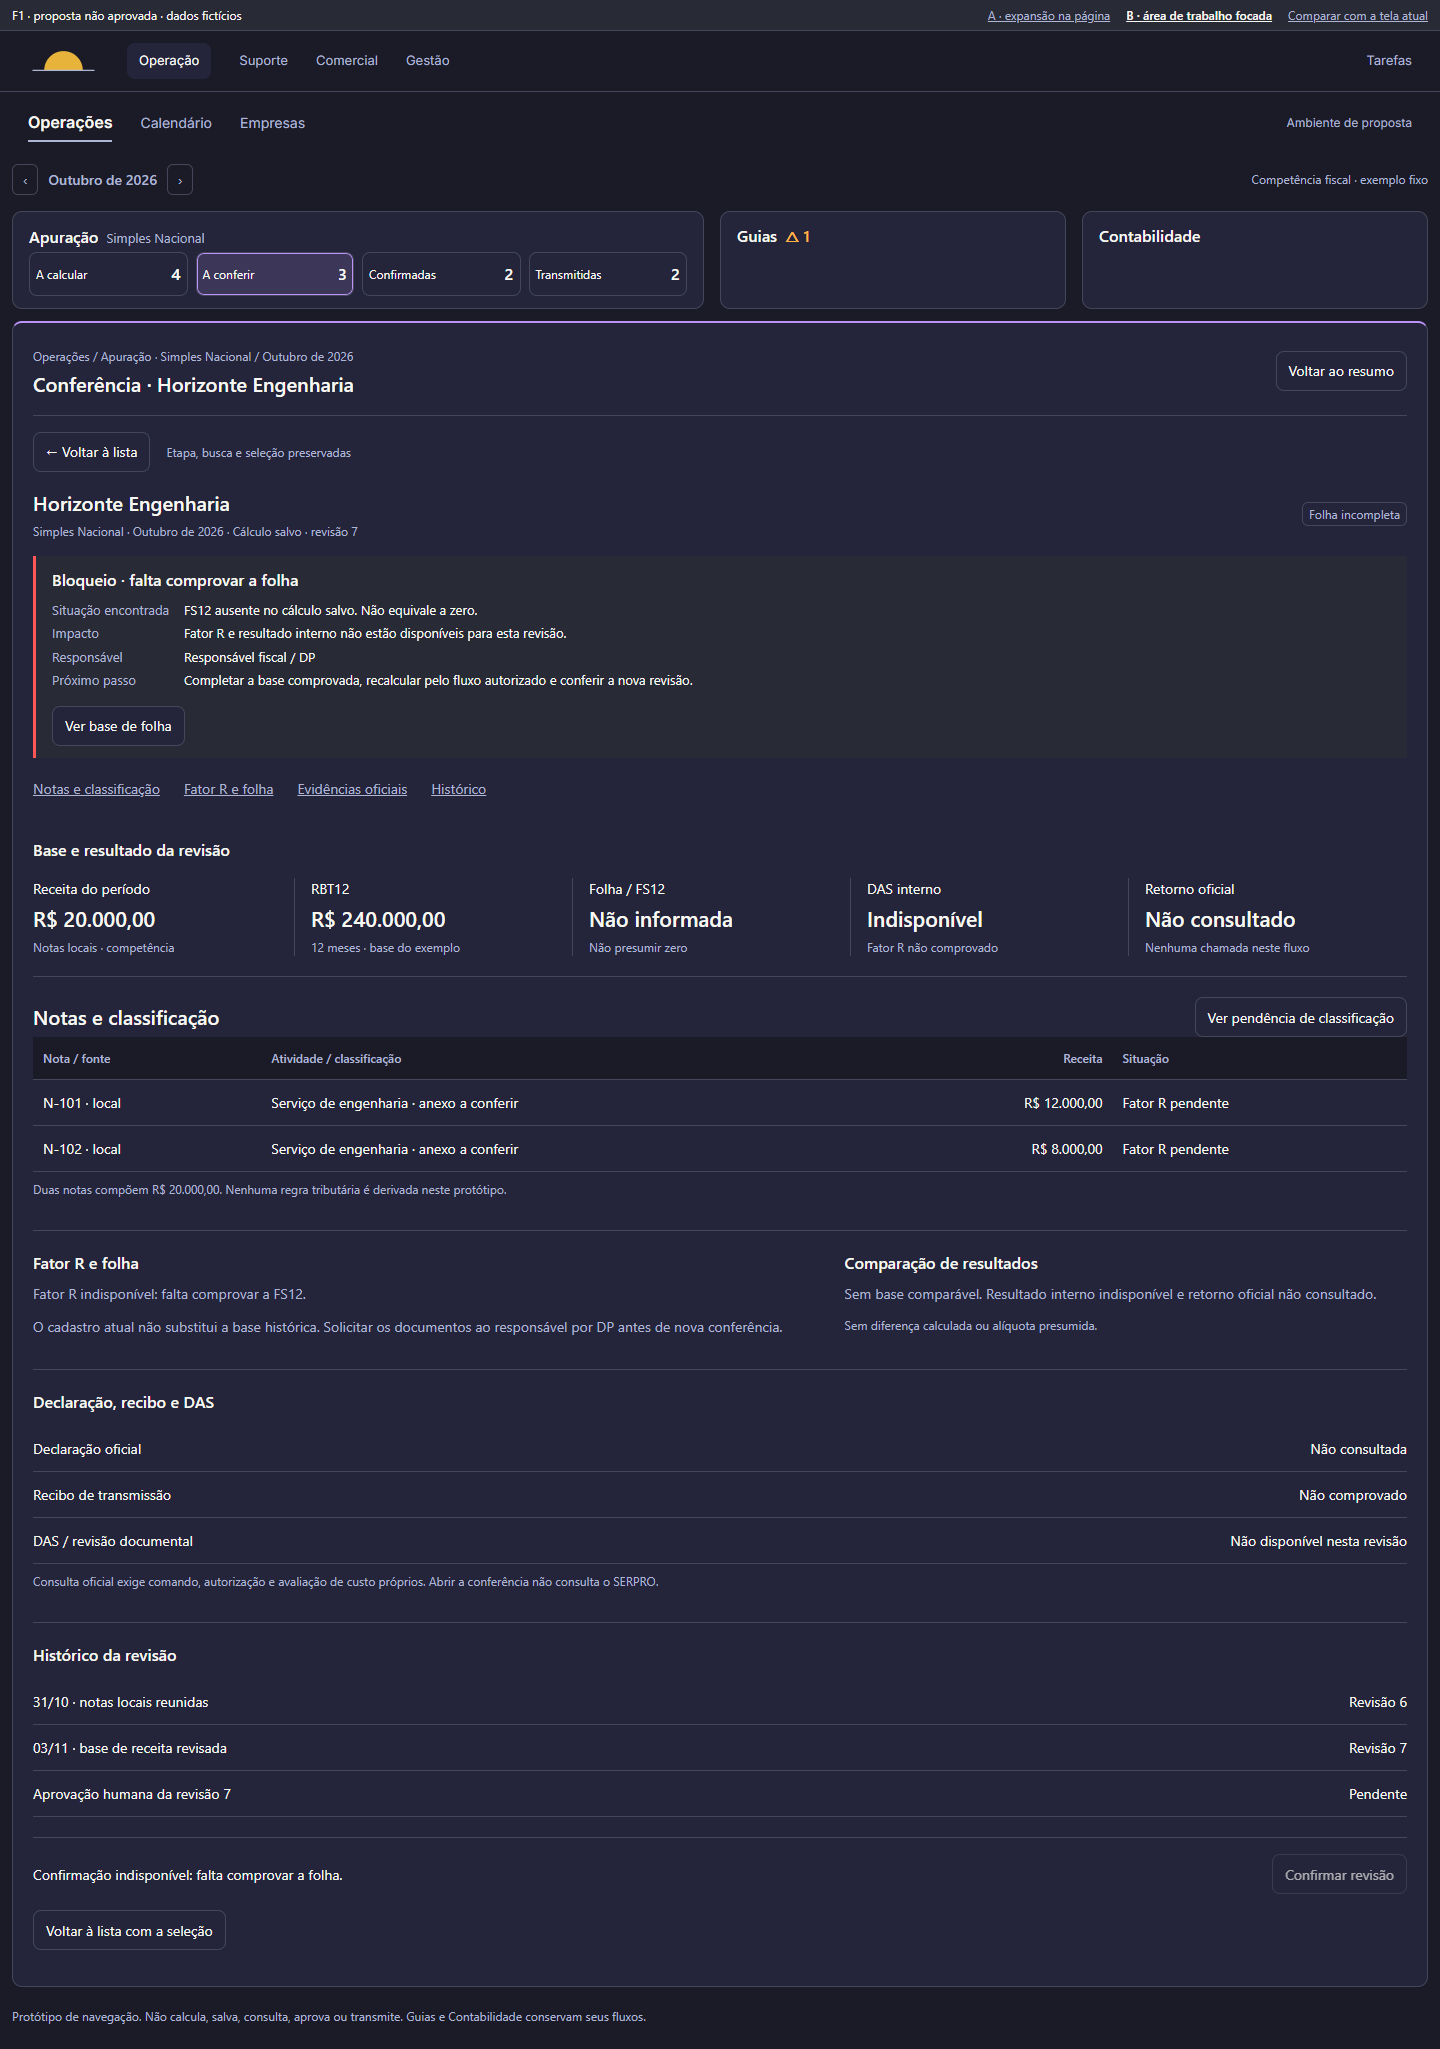 F1 · proposta não aprovada · dados fictícios
A · expansão na página
B · área de trabalho focada
Comparar com a tela atual
Operação
Suporte
Comercial
Gestão
Tarefas
Operações
Calendário
Empresas
Ambiente de proposta
‹
Outubro de 2026
›
Competência fiscal · exemplo fixo
Apuração Simples Nacional
A calcular 4
A conferir 3
Confirmadas 2
Transmitidas 2
Guias △ 1
Contabilidade
Operações / Apuração · Simples Nacional / Outubro de 2026
Conferência · Horizonte Engenharia
Voltar ao resumo
← Voltar à lista
Etapa, busca e seleção preservadas
Horizonte Engenharia
Simples Nacional · Outubro de 2026 · Cálculo salvo · revisão 7
Folha incompleta
Bloqueio · falta comprovar a folha
Situação encontrada FS12 ausente no cálculo salvo. Não equivale a zero.
Impacto Fator R e resultado interno não estão disponíveis para esta revisão.
Responsável Responsável fiscal / DP
Próximo passo Completar a base comprovada, recalcular pelo fluxo autorizado e conferir a nova revisão.
Ver base de folha
Notas e classificação
Fator R e folha
Evidências oficiais
Histórico
Base e resultado da revisão
Receita do período
R$ 20.000,00
Notas locais · competência
RBT12
R$ 240.000,00
12 meses · base do exemplo
Folha / FS12
Não informada
Não presumir zero
DAS interno
Indisponível
Fator R não comprovado
Retorno oficial
Não consultado
Nenhuma chamada neste fluxo
Notas e classificação
Ver pendência de classificação
Nota / fonte Atividade / classificação Receita Situação
N-101 · local Serviço de engenharia · anexo a conferir R$ 12.000,00 Fator R pendente
N-102 · local Serviço de engenharia · anexo a conferir R$ 8.000,00 Fator R pendente
Duas notas compõem R$ 20.000,00. Nenhuma regra tributária é derivada neste protótipo.
Fator R e folha
Fator R indisponível: falta comprovar a FS12.
O cadastro atual não substitui a base histórica. Solicitar os documentos ao responsável por DP antes de nova conferência.
Comparação de resultados
Sem base comparável. Resultado interno indisponível e retorno oficial não consultado.
Sem diferença calculada ou alíquota presumida.
Declaração, recibo e DAS
Declaração oficial Não consultada
Recibo de transmissão Não comprovado
DAS / revisão documental Não disponível nesta revisão
Consulta oficial exige comando, autorização e avaliação de custo próprios. Abrir a conferência não consulta o SERPRO.
Histórico da revisão
31/10 · notas locais reunidas Revisão 6
03/11 · base de receita revisada Revisão 7
Aprovação humana da revisão 7 Pendente
Confirmação indisponível: falta comprovar a folha.
Confirmar revisão
Voltar à lista com a seleção
Protótipo de navegação. Não calcula, salva, consulta, aprova ou transmite. Guias e Contabilidade conservam seus fluxos.